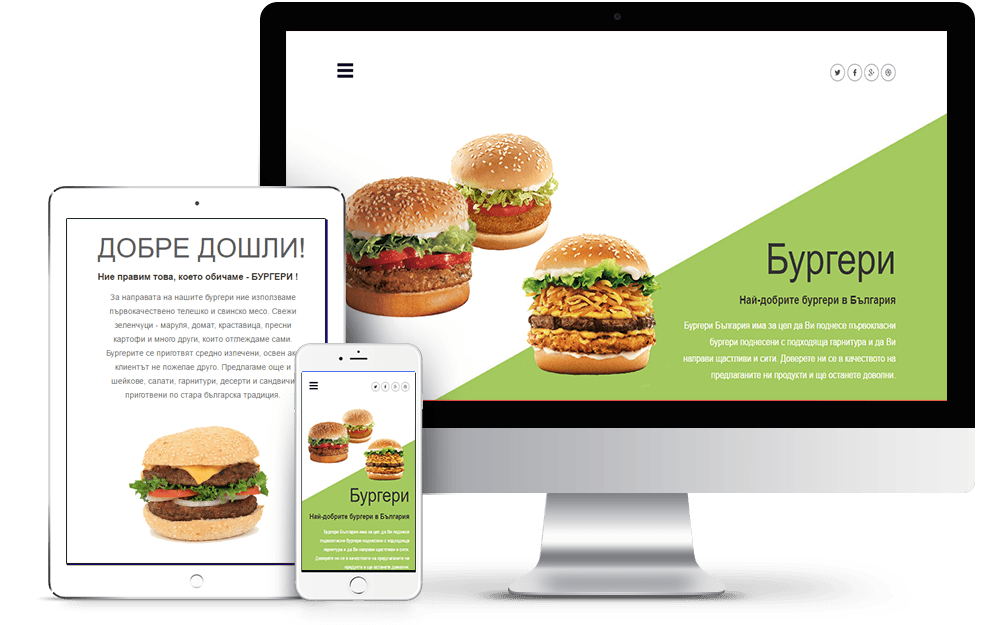 Бургери
Най-добрите бургери в България
Бургери България има за цел да Ви поднесе първокласни
бургери поднесени с подходяща гарнитура и да Ви
направи щастливи и сити. Доверете ни се в качеството на
предлаганите ни продукти и ще останете доволни.
ДОБРЕ ДОШЛИ!
Ние правим това, което обичаме - БУРГЕРИ !
За направата на нашите бургери ние използваме
първокачествено телешко и свинско месо. Свежи
зеленчуци - маруля, домат, краставица, пресни
картофи и много други, които отглеждаме сами.
Бургерите се приготвят средно изпечени, освен ак
клиентът не пожелае друго. Предлагаме още и
шейкове, салати, гарнитури, десерти и сандвичи
приготвени по стара българска традиция.
Бургери
Най-добрите бургери в България
Бургери България има за цел да Ви поднесе
първокласни бургери поднесени с подходяща
гарнитура и да Ви направи щастливи и сити.
Доверете ни се в качеството на предлаганите ни
продукти и ще останете доволни.